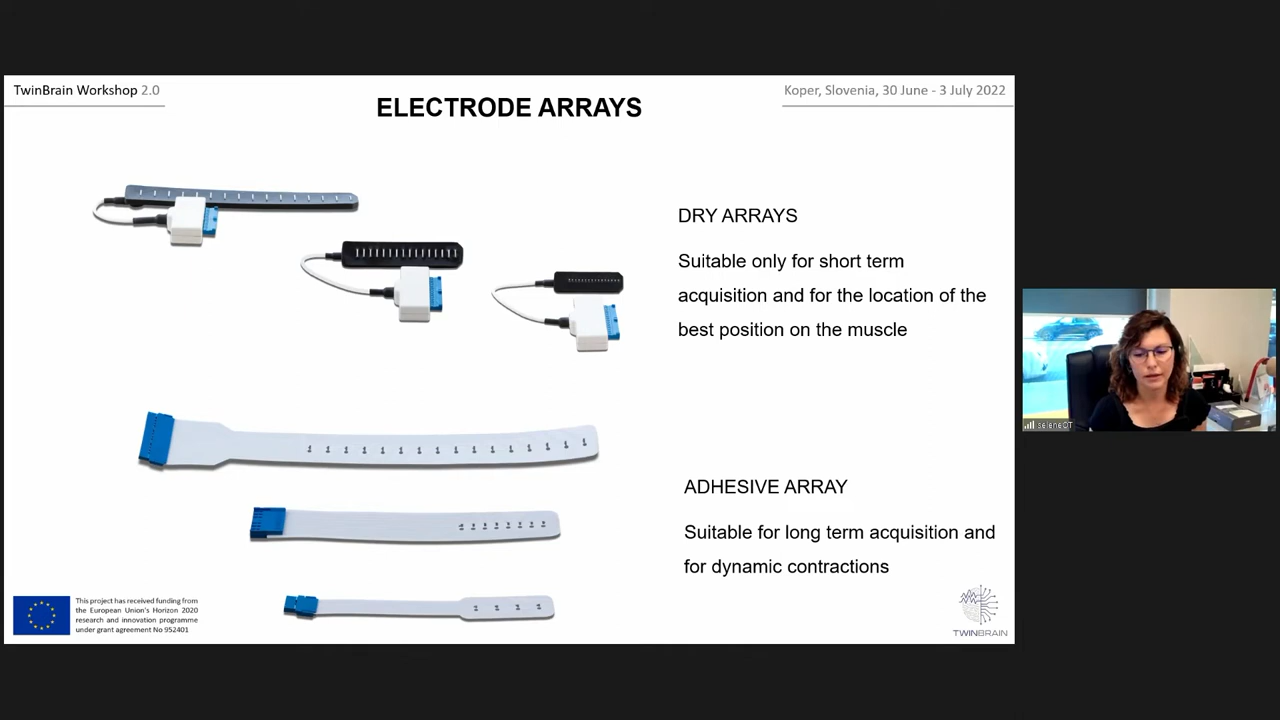 TwinBrain Workshop 2.0
Koper, Slovenia, 30 June - 3 July 2022
ELECTRODE ARRAYS
DRY ARRAYS
Suitable only for short term
acquisition and for the location of the
best position on the muscle
ADHESIVE ARRAY
Suitable for long term acquisition and
for dynamic contractions
This project has received funding from
the European Union's Horizon 2020
research and innovation programme
under grant agreement No 952401
TWINBRAIN
seleneOT